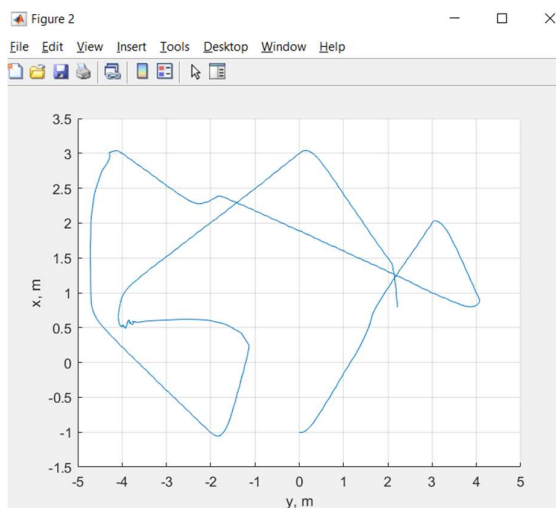 Figure 2
File Edit View Insert Tools Desktop Window Help
3.5
3
2.5
2
1.5
1
0.5
0
-0.5
-1
-1.5
x, m
-5 -4 -3 -2 -1 0 1 2 3 4 5
y, m